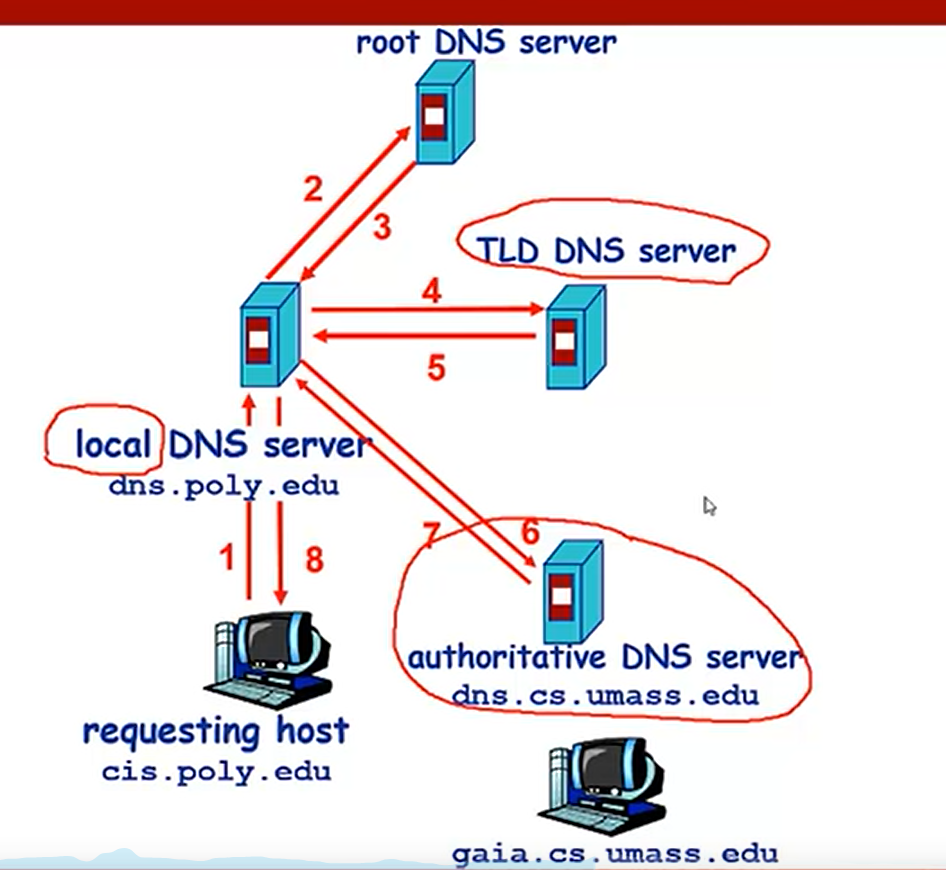 root DNS server
2
3
TLD DNS server
4
5
local DNS server
dns.poly.edu
7
6
1
8
authoritative DNS server
dns.cs.umass.edu
requesting host
cis.poly.edu
gaia.cs.umass.edu